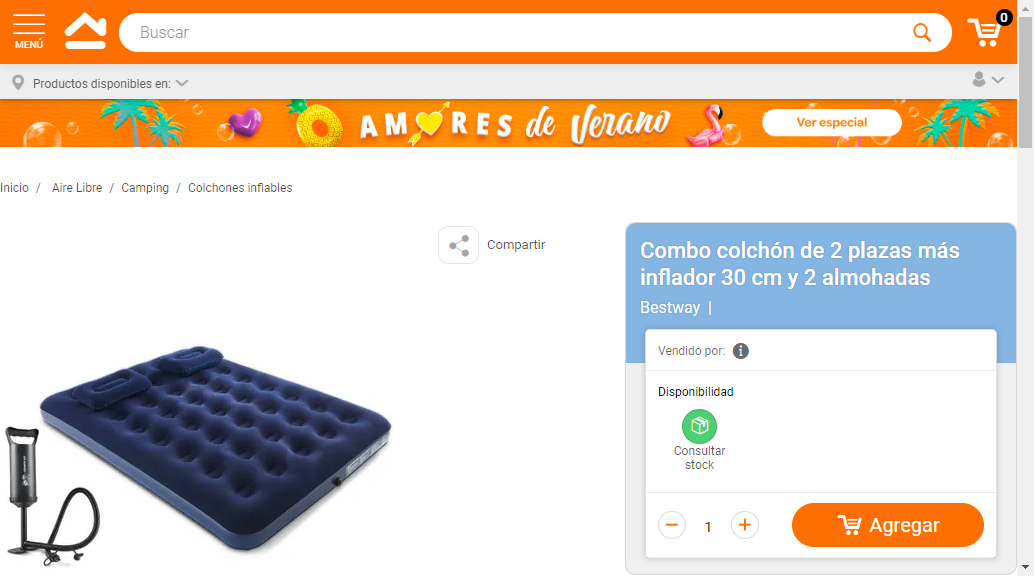 MENÚ
Buscar
0
Productos disponibles en:
AMORES de Verano
Ver especial
Inicio / Aire Libre / Camping / Colchones inflables
Compartir
Combo colchón de 2 plazas más
inflador 30 cm y 2 almohadas
Bestway |
Vendido por:
Disponibilidad
Consultar
stock
1
Agregar